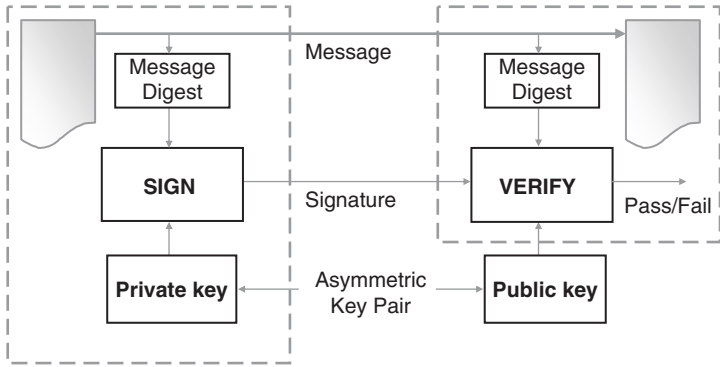 Message
Message
Digest
Message
Digest
SIGN
Signature
VERIFY
Pass/Fail
Private key
Asymmetric
Key Pair
Public key